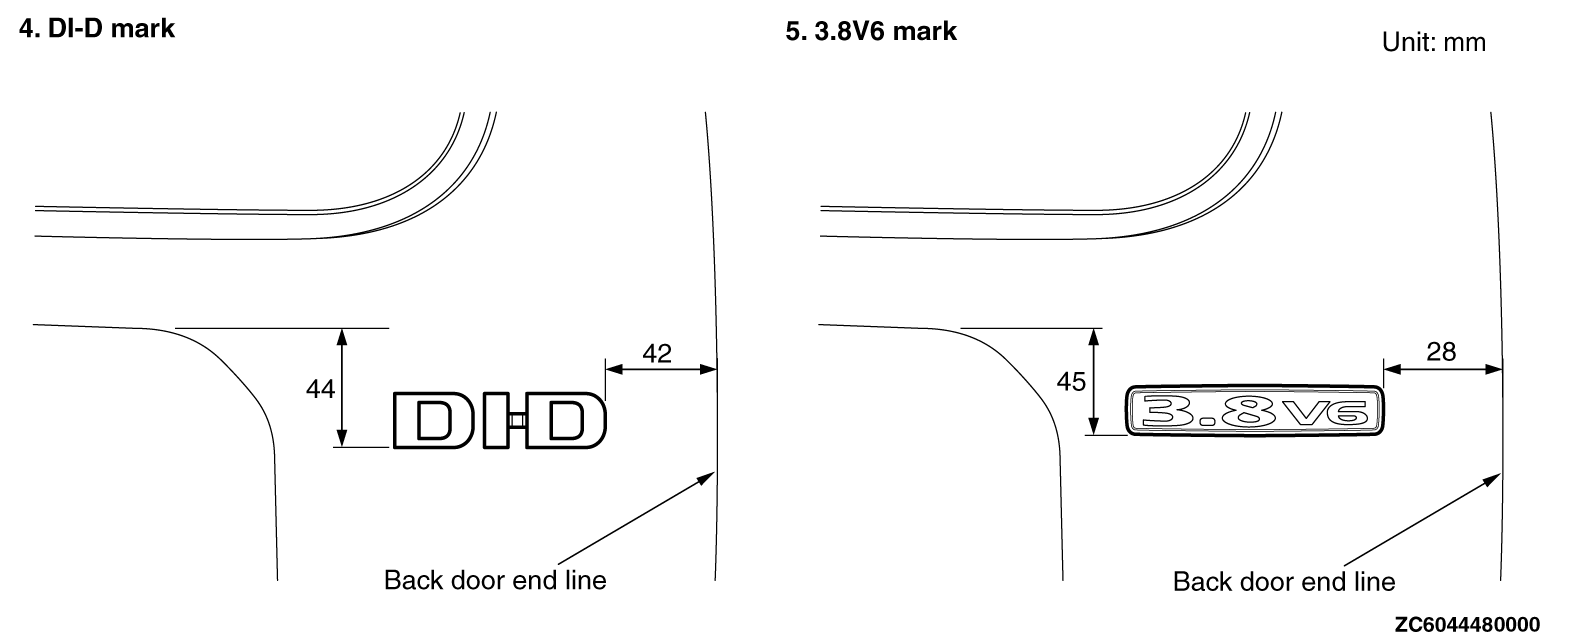 4. DI-D mark
5. 3.8V6 mark
Unit: mm
44
DI-D
42
Back door end line
45
3.8V6
28
Back door end line
ZC6044480000